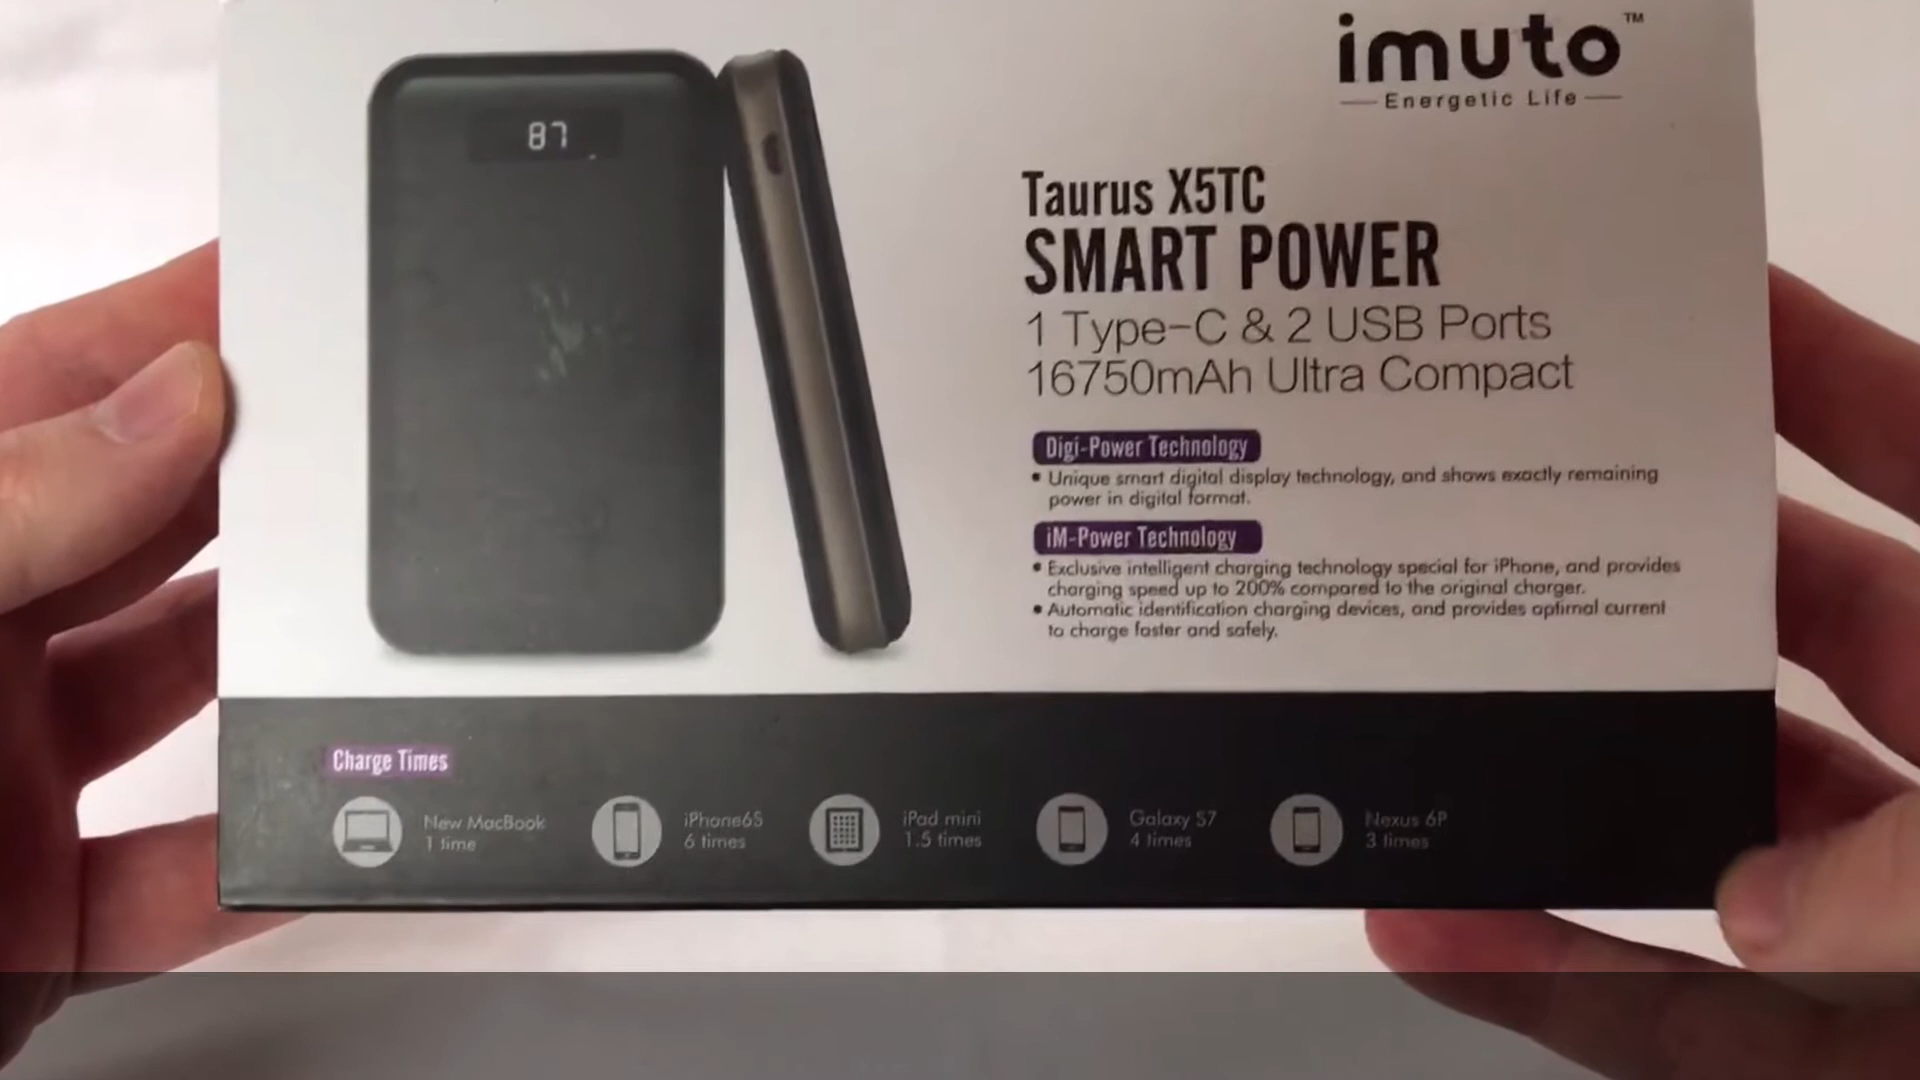 imuto™
Energetic Life
87
Taurus X5TC
SMART POWER
1 Type-C & 2 USB Ports
16750mAh Ultra Compact
Digi-Power Technology
• Unique smart digital display technology, and shows exactly remaining
power in digital format.
iM-Power Technology
• Exclusive intelligent charging technology special for iPhone, and provides
charging speed up to 200% compared to the original charger.
• Automatic identification charging devices, and provides optimal current
to charge faster and safely.
Charge Times
New MacBook
1 time
iPhone6S
6 times
iPad mini
1.5 times
Galaxy S7
4 times
Nexus 6P
3 times